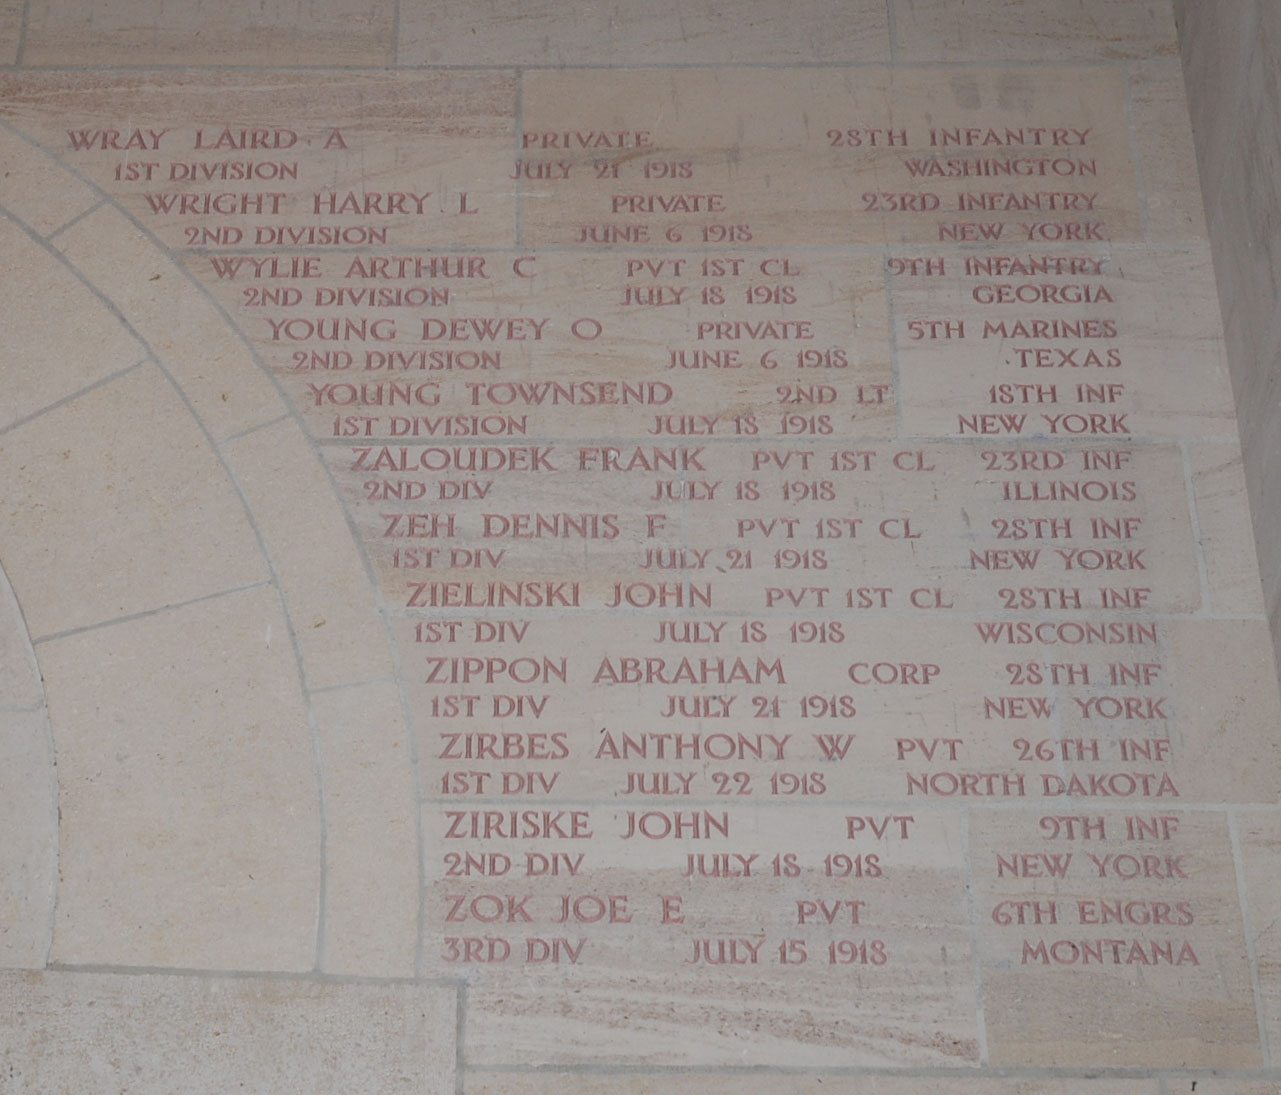 WRAY LAIRD A PRIVATE 28TH INFANTRY
1ST DIVISION JULY 21 1918 WASHINGTON
WRIGHT HARRY L PRIVATE 23RD INFANTRY
2ND DIVISION JUNE 6 1918 NEW YORK
WYLIE ARTHUR C PVT 1ST CL 9TH INFANTRY
2ND DIVISION JULY 18 1918 GEORGIA
YOUNG DEWEY O PRIVATE 5TH MARINES
2ND DIVISION JUNE 6 1918 TEXAS
YOUNG TOWNSEND 2ND LT 18TH INF
1ST DIVISION JULY 18 1918 NEW YORK
ZALOUDEK FRANK PVT 1ST CL 23RD INF
2ND DIV JULY 18 1918 ILLINOIS
ZEH DENNIS F PVT 1ST CL 28TH INF
1ST DIV JULY 21 1918 NEW YORK
ZIELINSKI JOHN PVT 1ST CL 28TH INF
1ST DIV JULY 18 1918 WISCONSIN
ZIPPON ABRAHAM CORP 28TH INF
1ST DIV JULY 21 1918 NEW YORK
ZIRBES ANTHONY W PVT 26TH INF
1ST DIV JULY 22 1918 NORTH DAKOTA
ZIRISKE JOHN PVT 9TH INF
2ND DIV JULY 18 1918 NEW YORK
ZOK JOE E PVT 6TH ENGRS
3RD DIV JULY 15 1918 MONTANA